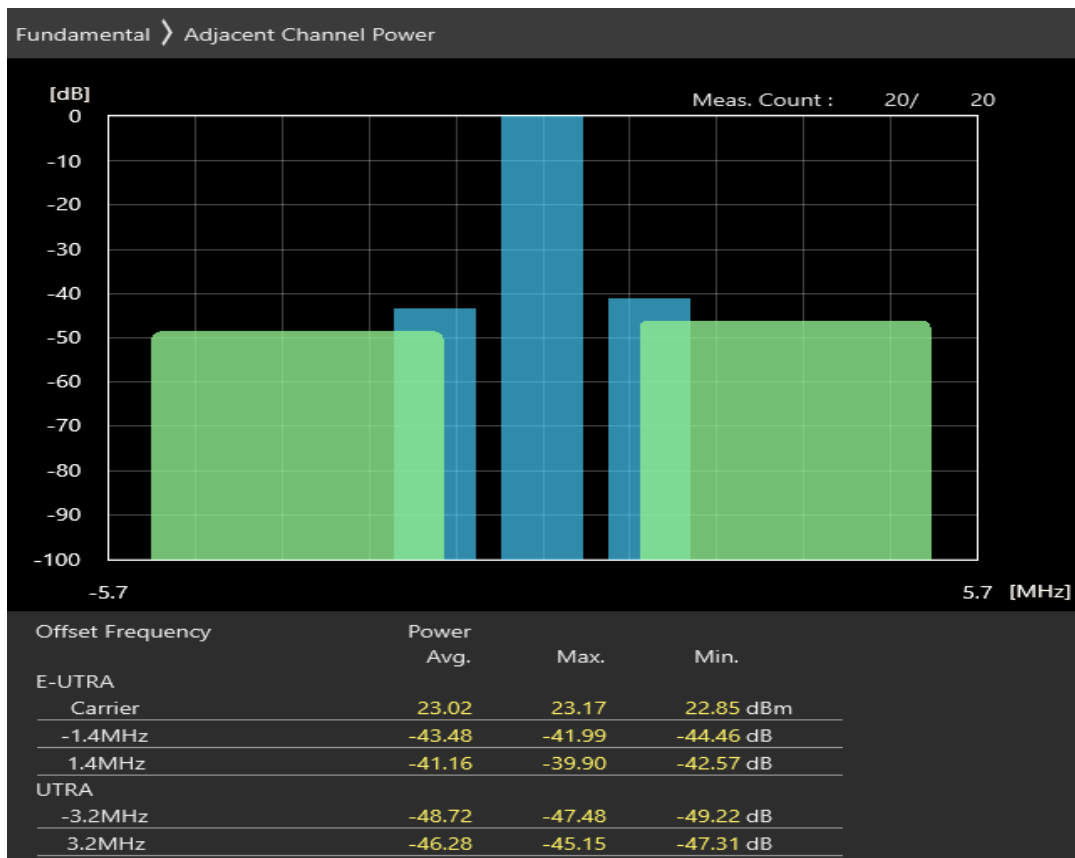 Fundamental 〉 Adjacent Channel Power
[dB]
Meas. Count : 20/ 20
0
-10
-20
-30
-40
-50
-60
-70
-80
-90
-100
-5.7 5.7 [MHz]
Offset Frequency Power
Avg. Max. Min.
E-UTRA
Carrier 23.02 23.17 22.85 dBm
-1.4MHz -43.48 -41.99 -44.46 dB
1.4MHz -41.16 -39.90 -42.57 dB
UTRA
-3.2MHz -48.72 -47.48 -49.22 dB
3.2MHz -46.28 -45.15 -47.31 dB